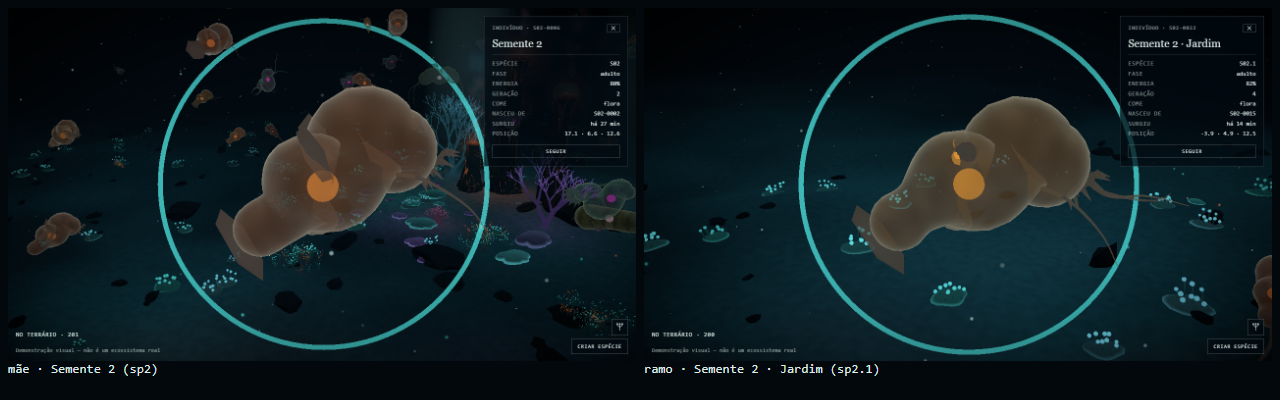 INDIVÍDUO · S02-0006
Semente 2
ESPÉCIE S02
FASE adulto
ENERGIA 80%
GERAÇÃO 2
COME flora
NASCEU DE S02-0002
SURGIU há 27 min
POSIÇÃO 17.1 · 6.6 · 12.6
SEGUIR
NO TERRÁRIO · 201
Demonstração visual — não é um ecossistema real
CRIAR ESPÉCIE
mãe · Semente 2 (sp2)
INDIVÍDUO · S02-0023
Semente 2 · Jardim
ESPÉCIE S02.1
FASE adulto
ENERGIA 82%
GERAÇÃO 4
COME flora
NASCEU DE S02-0015
SURGIU há 14 min
POSIÇÃO -3.9 · 4.9 · 12.5
SEGUIR
NO TERRÁRIO · 200
Demonstração visual — não é um ecossistema real
CRIAR ESPÉCIE
ramo · Semente 2 · Jardim (sp2.1)